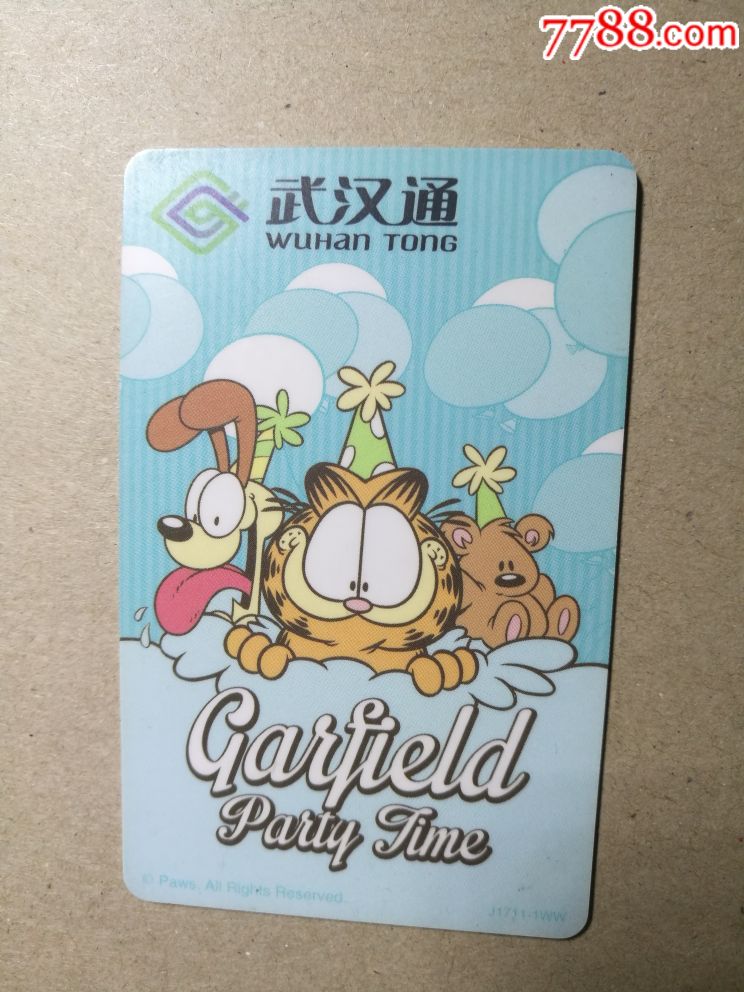 7788.com
武汉通
WUHAN TONG
Garfield
Party Time
© Paws. All Rights Reserved.
J1711-1WW